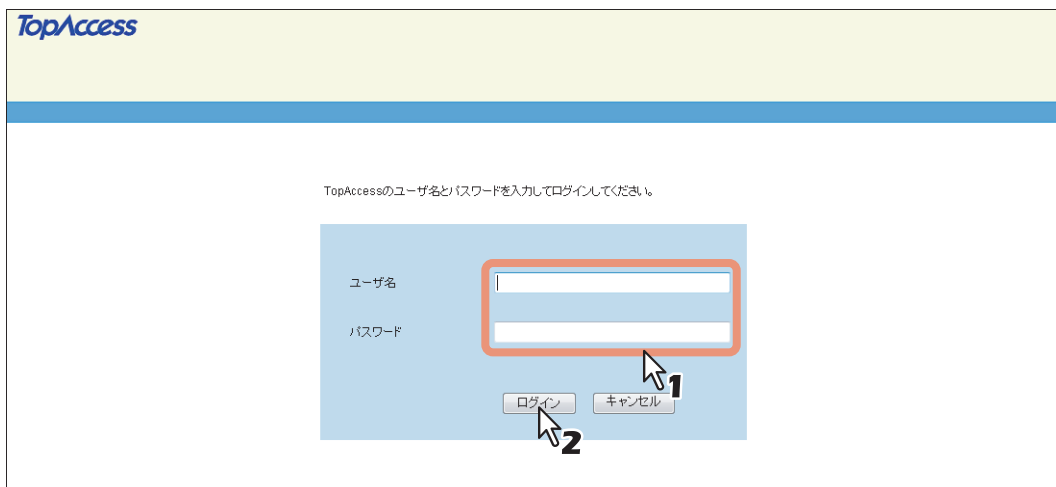 TopAccess
TopAccessのユーザ名とパスワードを入力してログインしてください。
ユーザ名
パスワード
1
ログイン キャンセル
2